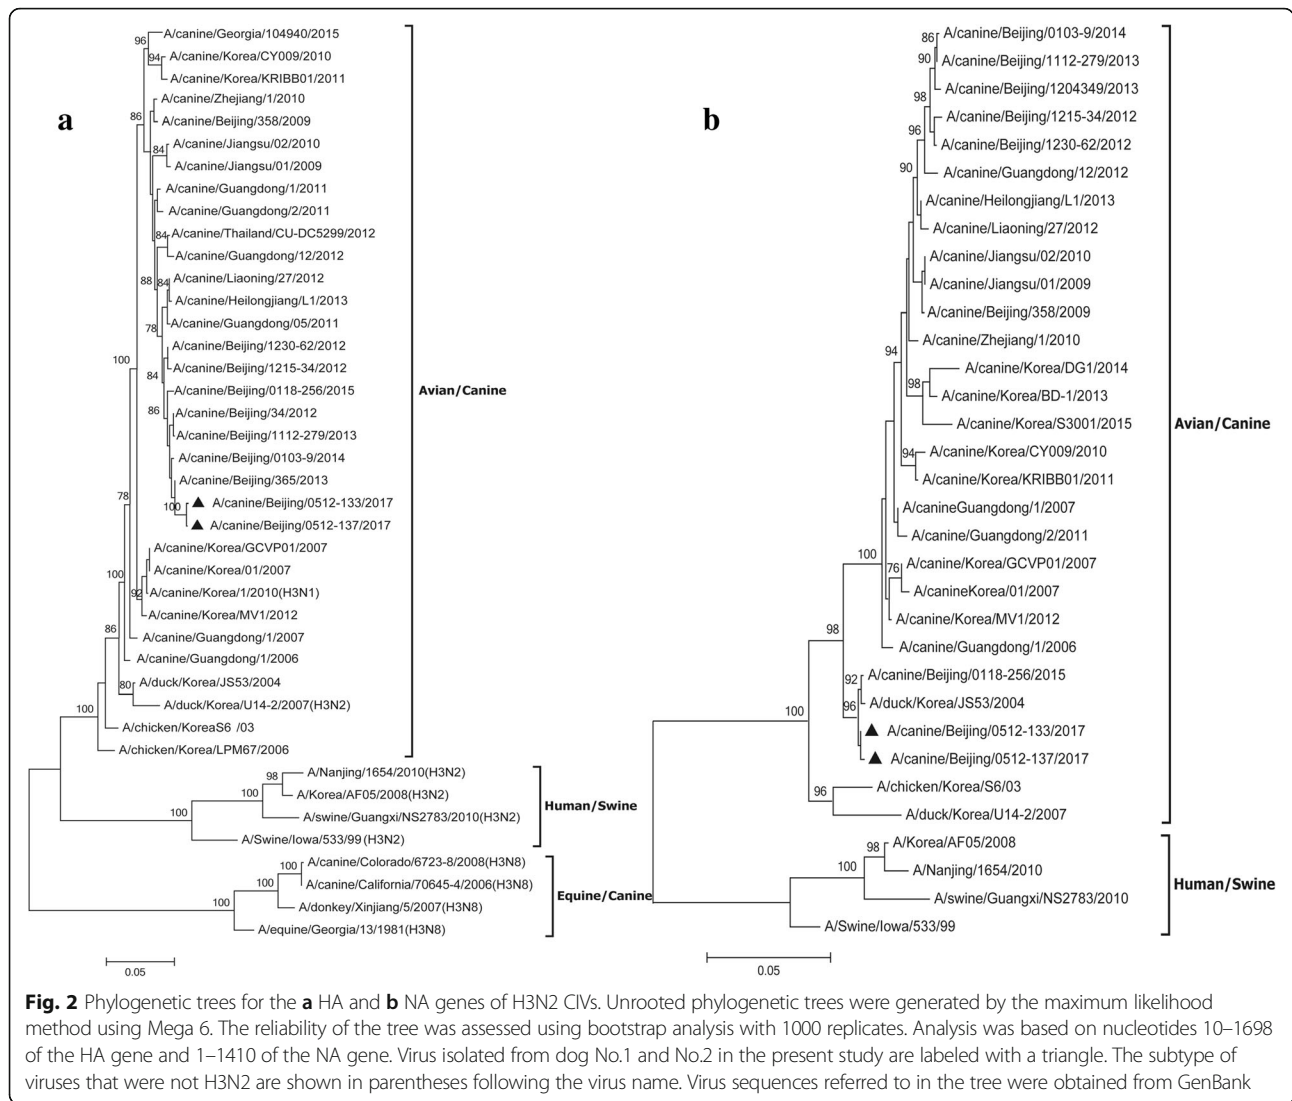 a
96
A/canine/Georgia/104940/2015
94
A/canine/Korea/CY009/2010
A/canine/Korea/KRIBB01/2011
A/canine/Zhejiang/1/2010
86
A/canine/Beijing/358/2009
A/canine/Jiangsu/02/2010
84
A/canine/Jiangsu/01/2009
A/canine/Guangdong/1/2011
A/canine/Guangdong/2/2011
A/canine/Thailand/CU-DC5299/2012
84
A/canine/Guangdong/12/2012
88
84
A/canine/Liaoning/27/2012
A/canine/Heilongjiang/L1/2013
A/canine/Guangdong/05/2011
78
A/canine/Beijing/1230-62/2012
100
A/canine/Beijing/1215-34/2012
84
A/canine/Beijing/0118-256/2015
86
A/canine/Beijing/34/2012
A/canine/Beijing/1112-279/2013
A/canine/Beijing/0103-9/2014
A/canine/Beijing/365/2013
78
100
▲ A/canine/Beijing/0512-133/2017
▲ A/canine/Beijing/0512-137/2017
A/canine/Korea/GCVP01/2007
A/canine/Korea/01/2007
100
92
A/canine/Korea/1/2010(H3N1)
A/canine/Korea/MV1/2012
86
A/canine/Guangdong/1/2007
A/canine/Guangdong/1/2006
80
A/duck/Korea/JS53/2004
A/duck/Korea/U14-2/2007(H3N2)
100
A/chicken/KoreaS6 /03
A/chicken/Korea/LPM67/2006
Avian/Canine
98
A/Nanjing/1654/2010(H3N2)
A/Korea/AF05/2008(H3N2)
100
A/swine/Guangxi/NS2783/2010(H3N2)
100
A/Swine/Iowa/533/99(H3N2)
Human/Swine
100
A/canine/Colorado/6723-8/2008(H3N8)
100
A/canine/California/70645-4/2006(H3N8)
100
A/donkey/Xinjiang/5/2007(H3N8)
A/equine/Georgia/13/1981(H3N8)
Equine/Canine
0.05
b
86
A/canine/Beijing/0103-9/2014
90
A/canine/Beijing/1112-279/2013
A/canine/Beijing/1204349/2013
98
A/canine/Beijing/1215-34/2012
96
A/canine/Beijing/1230-62/2012
90
A/canine/Guangdong/12/2012
A/canine/Heilongjiang/L1/2013
A/canine/Liaoning/27/2012
A/canine/Jiangsu/02/2010
A/canine/Jiangsu/01/2009
A/canine/Beijing/358/2009
A/canine/Zhejiang/1/2010
94
A/canine/Korea/DG1/2014
98
A/canine/Korea/BD-1/2013
A/canine/Korea/S3001/2015
94
A/canine/Korea/CY009/2010
A/canine/Korea/KRIBB01/2011
A/canineGuangdong/1/2007
A/canine/Guangdong/2/2011
100
76
A/canine/Korea/GCVP01/2007
A/canineKorea/01/2007
A/canine/Korea/MV1/2012
98
A/canine/Guangdong/1/2006
92
A/canine/Beijing/0118-256/2015
96
A/duck/Korea/JS53/2004
100
▲ A/canine/Beijing/0512-133/2017
▲ A/canine/Beijing/0512-137/2017
96
A/chicken/Korea/S6/03
A/duck/Korea/U14-2/2007
Avian/Canine
98
A/Korea/AF05/2008
100
A/Nanjing/1654/2010
A/swine/Guangxi/NS2783/2010
A/Swine/Iowa/533/99
Human/Swine
0.05
Fig. 2 Phylogenetic trees for the a HA and b NA genes of H3N2 CIVs. Unrooted phylogenetic trees were generated by the maximum likelihood
method using Mega 6. The reliability of the tree was assessed using bootstrap analysis with 1000 replicates. Analysis was based on nucleotides 10–1698
of the HA gene and 1–1410 of the NA gene. Virus isolated from dog No.1 and No.2 in the present study are labeled with a triangle. The subtype of
viruses that were not H3N2 are shown in parentheses following the virus name. Virus sequences referred to in the tree were obtained from GenBank